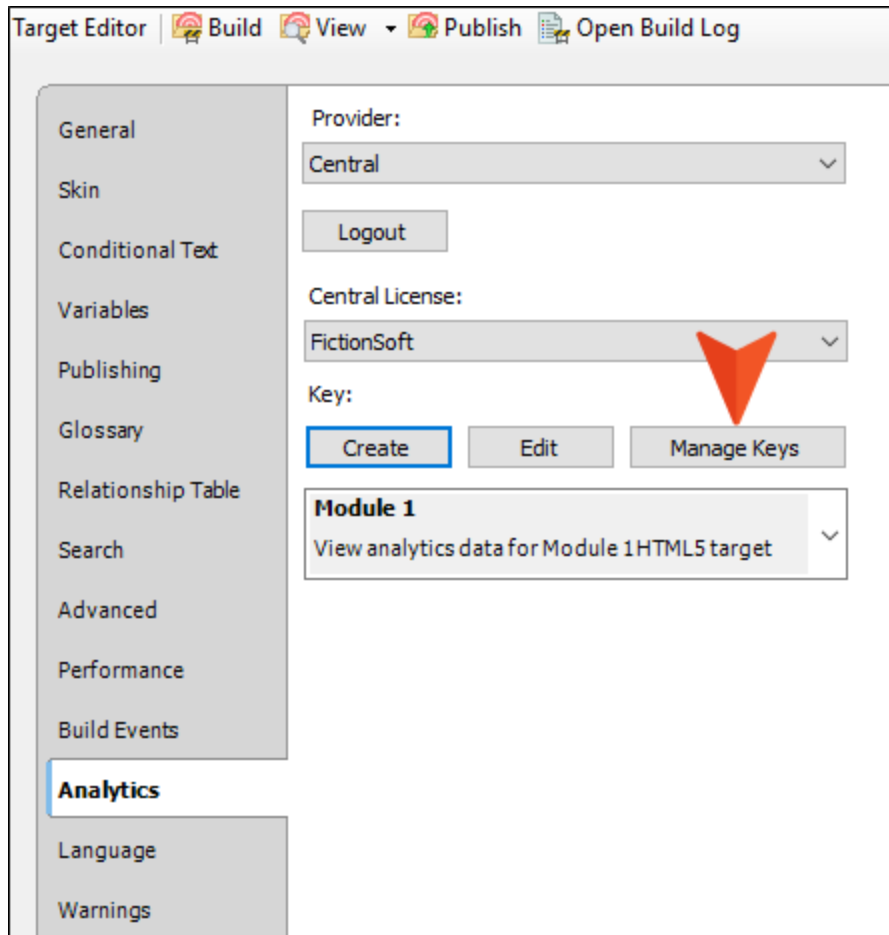 Target Editor Build View Publish Open Build Log
General
Skin
Conditional Text
Variables
Publishing
Glossary
Relationship Table
Search
Advanced
Performance
Build Events
Analytics
Language
Warnings
Provider:
Central
Logout
Central License:
FictionSoft
Key:
Create Edit Manage Keys
Module 1
View analytics data for Module 1HTML5 target